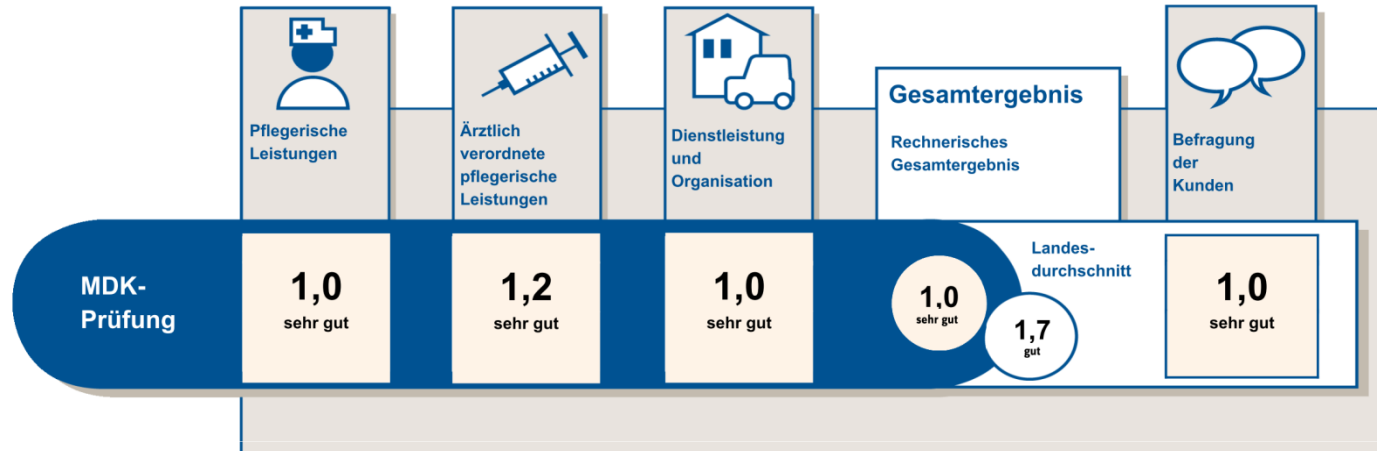 Pflegerische
Leistungen
Ärztlich
verordnete
pflegerische
Leistungen
Dienstleistung
und
Organisation
Gesamtergebnis
Rechnerisches
Gesamtergebnis
Befragung
der
Kunden
MDK-
Prüfung
1,0
sehr gut
1,2
sehr gut
1,0
sehr gut
1,0
sehr gut
Landes-
durchschnitt
1,7
gut
1,0
sehr gut